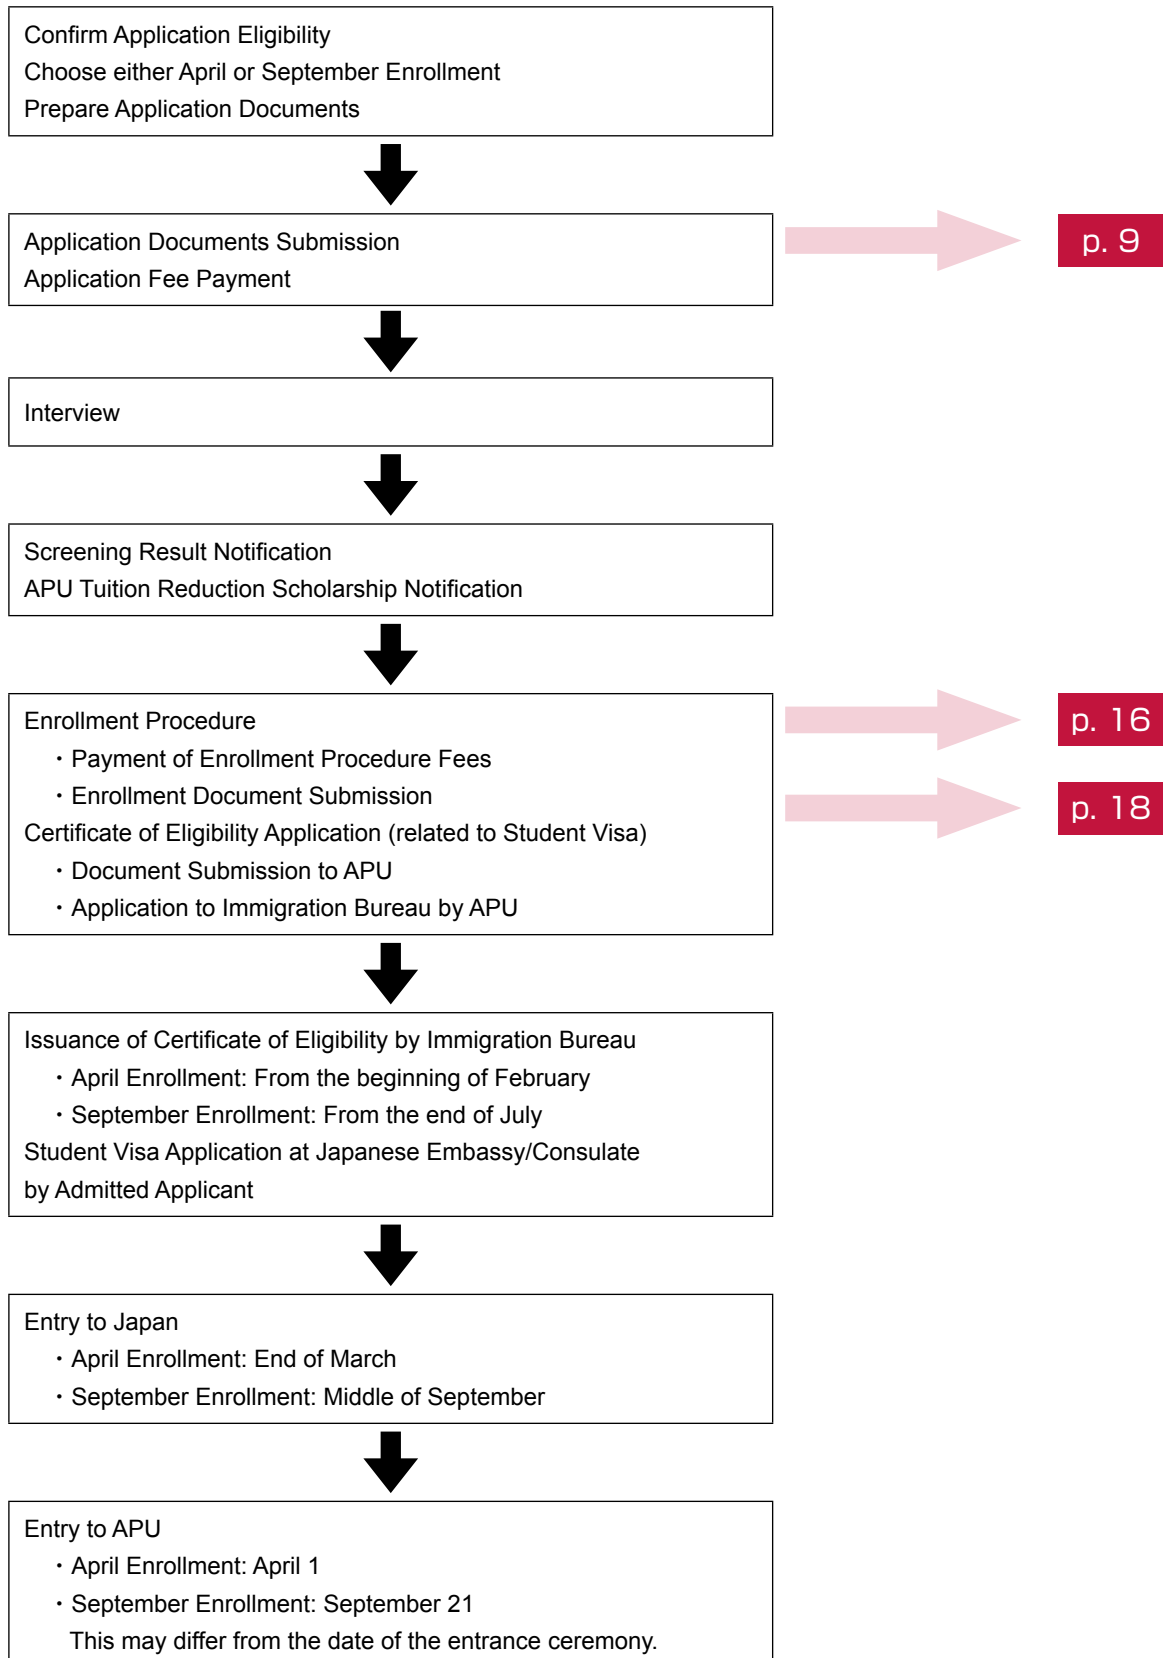 Confirm Application Eligibility
Choose either April or September Enrollment
Prepare Application Documents
Application Documents Submission
Application Fee Payment
p. 9
Interview
Screening Result Notification
APU Tuition Reduction Scholarship Notification
Enrollment Procedure
・Payment of Enrollment Procedure Fees
・Enrollment Document Submission
Certificate of Eligibility Application (related to Student Visa)
・Document Submission to APU
・Application to Immigration Bureau by APU
p. 16
p. 18
Issuance of Certificate of Eligibility by Immigration Bureau
・April Enrollment: From the beginning of February
・September Enrollment: From the end of July
Student Visa Application at Japanese Embassy/Consulate
by Admitted Applicant
Entry to Japan
・April Enrollment: End of March
・September Enrollment: Middle of September
Entry to APU
・April Enrollment: April 1
・September Enrollment: September 21
This may differ from the date of the entrance ceremony.